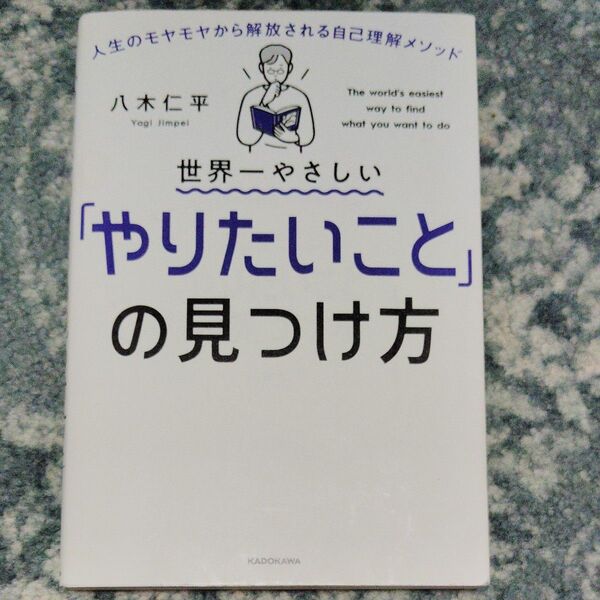 人生のモヤモヤから解放される自己理解メソッド
八木仁平
Yagi Jimpei
The world's easiest
way to find
what you want to do
世界一やさしい
「やりたいこと」
の見つけ方
KADOKAWA